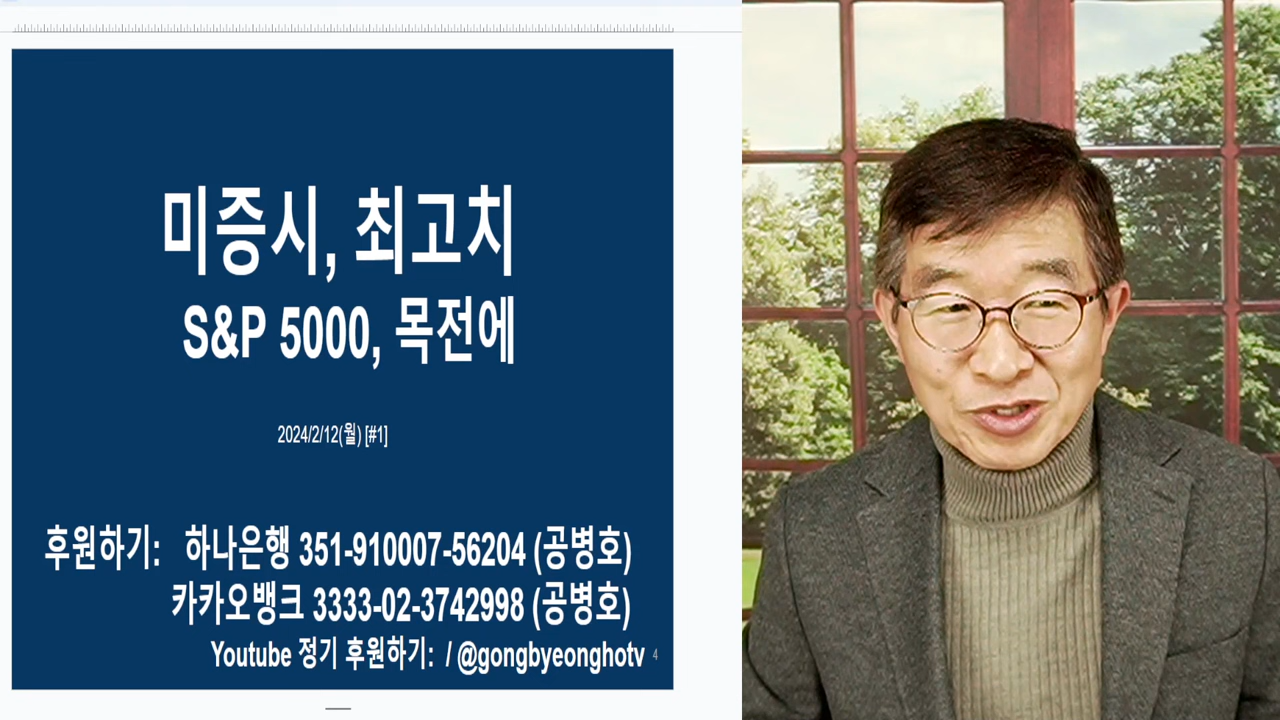 미증시, 최고치
S&P 5000, 목전에
2024/2/12(월) [#1]
후원하기: 하나은행 351-910007-56204 (공병호)
카카오뱅크 3333-02-3742998 (공병호)
Youtube 정기 후원하기: / @gongbyeonghotv 4